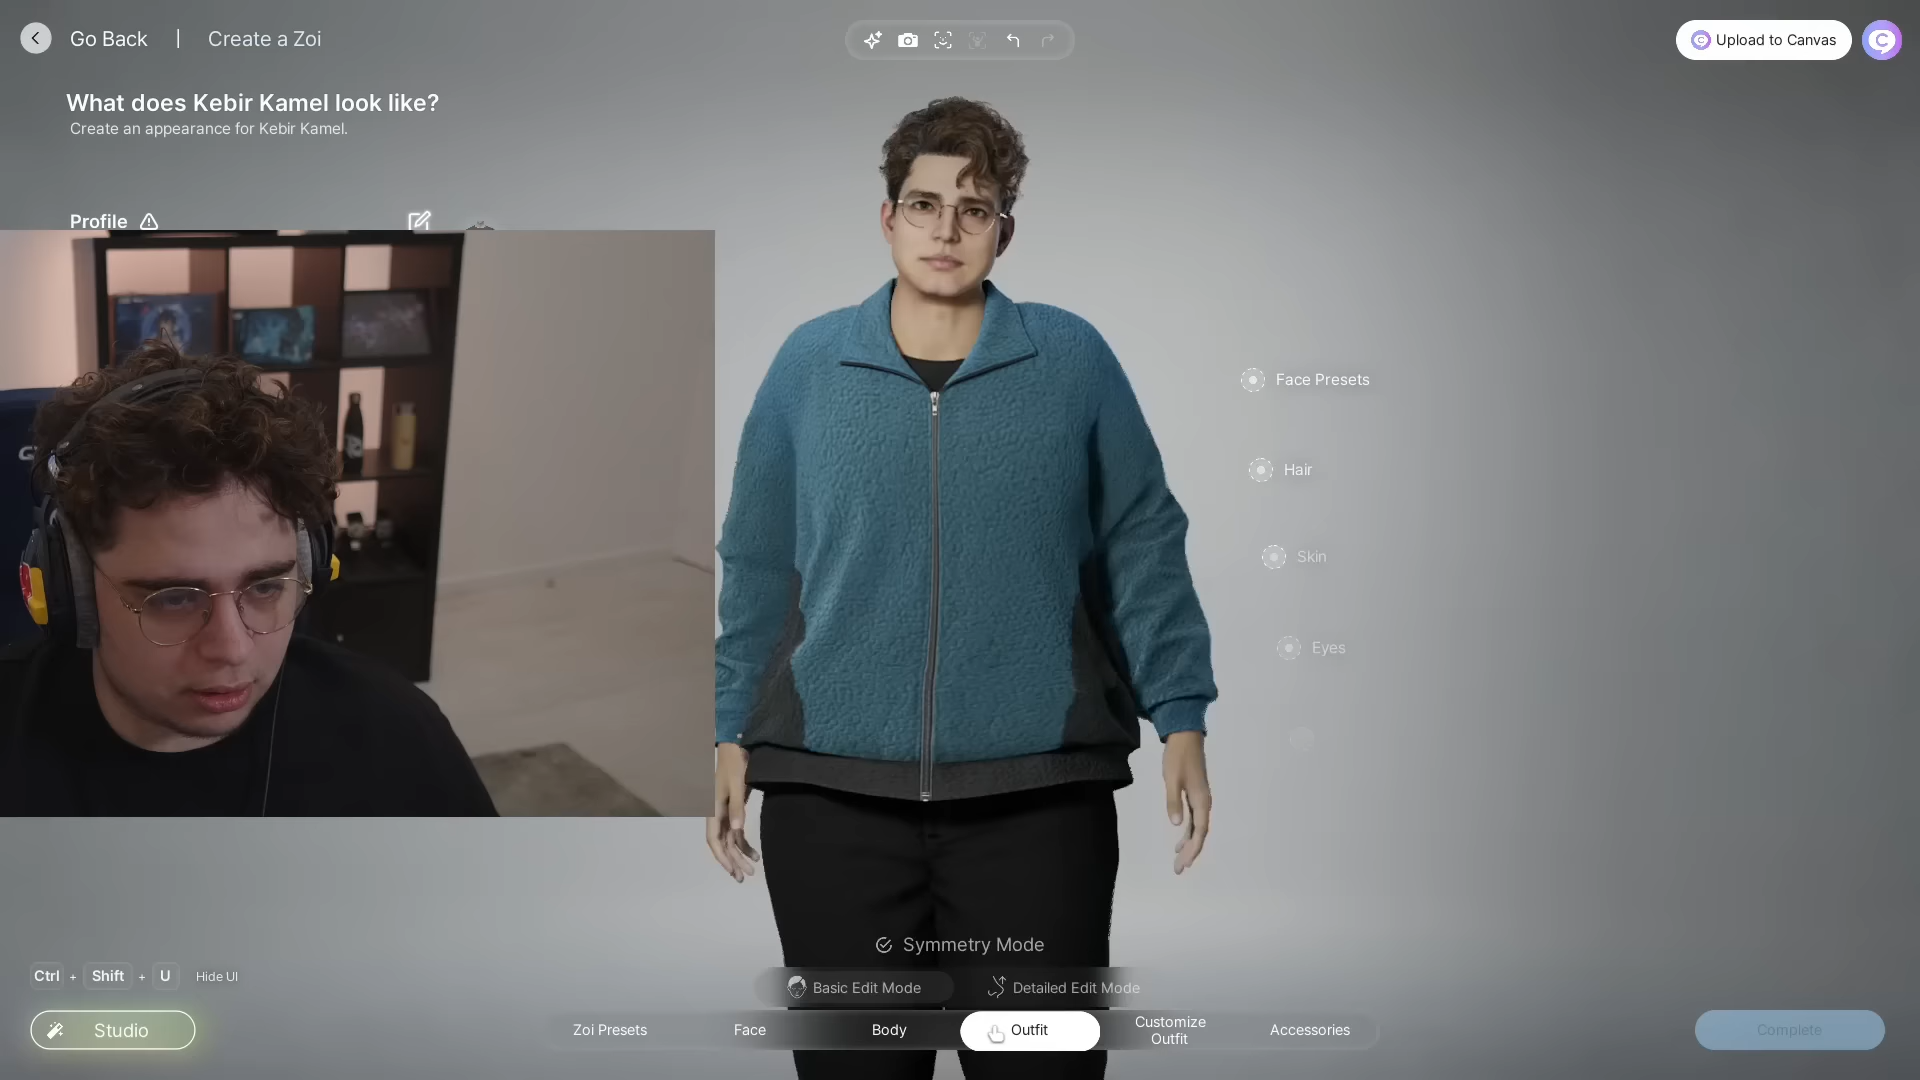 Go Back | Create a Zoi
Upload to Canvas
What does Kebir Kamel look like?
Create an appearance for Kebir Kamel.
Profile
Face Presets
Hair
Skin
Eyes
Symmetry Mode
Ctrl + Shift + U Hide UI
Basic Edit Mode
Detailed Edit Mode
Studio
Zoi Presets
Face
Body
Outfit
Customize
Outfit
Accessories
Complete